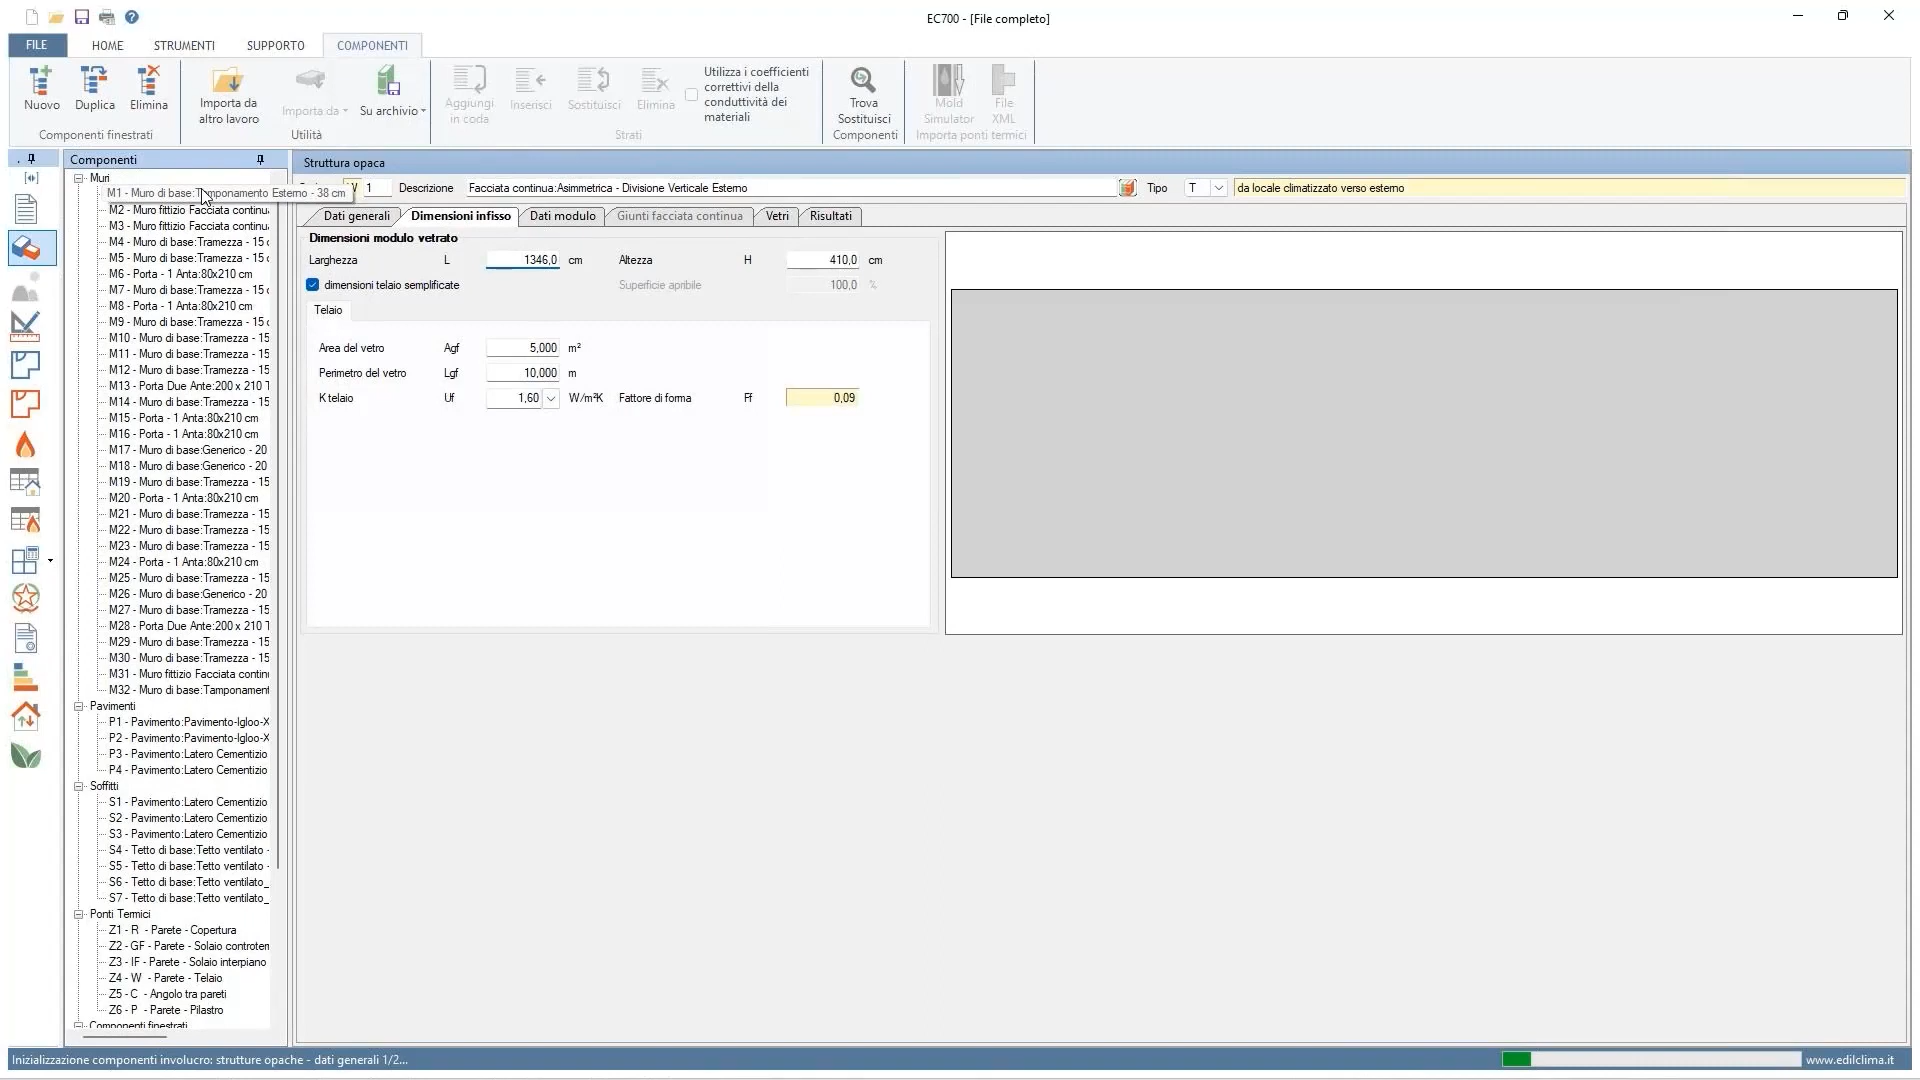 EC700 - [File completo]
FILE
HOME
STRUMENTI
SUPPORTO
COMPONENTI
Nuovo
Duplica
Elimina
Componenti finestrati
Importa da
altro lavoro
Importa da
Su archivio
Utilità
Aggiungi
in coda
Inserisci
Sostituisci
Elimina
Utilizza i coefficienti
correttivi della
conduttività dei
materiali
Strati
Trova
Sostituisci
Componenti
Mold
Simulator
File
XML
Importa ponti termici
Componenti
Struttura opaca
W 1 Descrizione Facciata continua:Asimmetrica - Divisione Verticale Esterno Tipo T da locale climatizzato verso esterno
Dati generali
Dimensioni infisso
Dati modulo
Giunti facciata continua
Vetri
Risultati
Dimensioni modulo vetrato
Larghezza L 1346,0 cm Altezza H 410,0 cm
dimensioni telaio semplificate Superficie apribile 100,0 %
Telaio
Area del vetro Agf 5,000 m²
Perimetro del vetro Lgf 10,000 m
K telaio Uf 1,60 W/m²K Fattore di forma Ff 0,09
Muri
M1 - Muro di base:Tamponamento Esterno - 38 cm
M2 - Muro fittizio Facciata continu
M3 - Muro fittizio Facciata continu
M4 - Muro di base:Tramezza - 15 c
M5 - Muro di base:Tramezza - 15 c
M6 - Porta - 1 Anta:80x210 cm
M7 - Muro di base:Tramezza - 15 c
M8 - Porta - 1 Anta:80x210 cm
M9 - Muro di base:Tramezza - 15 c
M10 - Muro di base:Tramezza - 15
M11 - Muro di base:Tramezza - 15
M12 - Muro di base:Tramezza - 15
M13 - Porta Due Ante:200 x 210 T
M14 - Muro di base:Tramezza - 15
M15 - Porta - 1 Anta:80x210 cm
M16 - Porta - 1 Anta:80x210 cm
M17 - Muro di base:Generico - 20
M18 - Muro di base:Generico - 20
M19 - Muro di base:Tramezza - 15
M20 - Porta - 1 Anta:80x210 cm
M21 - Muro di base:Tramezza - 15
M22 - Muro di base:Tramezza - 15
M23 - Muro di base:Tramezza - 15
M24 - Porta - 1 Anta:80x210 cm
M25 - Muro di base:Tramezza - 15
M26 - Muro di base:Generico - 20
M27 - Muro di base:Tramezza - 15
M28 - Porta Due Ante:200 x 210 T
M29 - Muro di base:Tramezza - 15
M30 - Muro di base:Tramezza - 15
M31 - Muro fittizio Facciata contin
M32 - Muro di base:Tamponament
Pavimenti
P1 - Pavimento:Pavimento-Igloo-X
P2 - Pavimento:Pavimento-Igloo-X
P3 - Pavimento:Latero Cementizio
P4 - Pavimento:Latero Cementizio
Soffitti
S1 - Pavimento:Latero Cementizio
S2 - Pavimento:Latero Cementizio
S3 - Pavimento:Latero Cementizio
S4 - Tetto di base:Tetto ventilato -
S5 - Tetto di base:Tetto ventilato -
S6 - Tetto di base:Tetto ventilato_
S7 - Tetto di base:Tetto ventilato_
Ponti Termici
Z1 - R - Parete - Copertura
Z2 - GF - Parete - Solaio controterr
Z3 - IF - Parete - Solaio interpiano
Z4 - W - Parete - Telaio
Z5 - C - Angolo tra pareti
Z6 - P - Parete - Pilastro
Componenti finestrati
Inizializzazione componenti involucro: strutture opache - dati generali 1/2...
www.edilclima.it